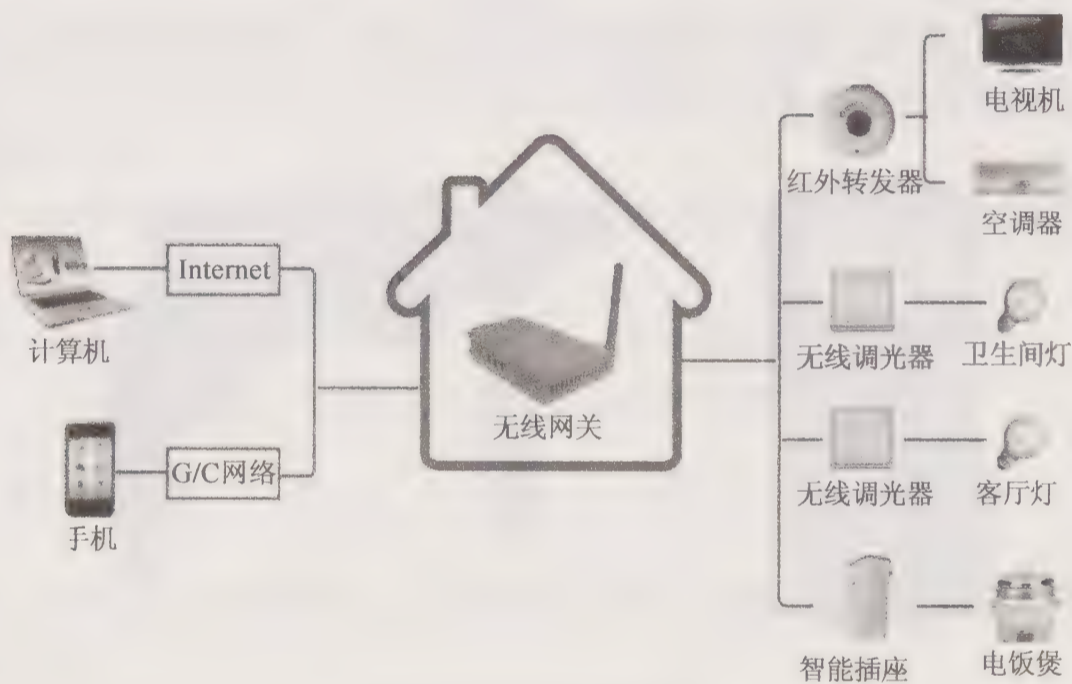 电视机
红外转发器
空调器
Internet
计算机
无线调光器
卫生间灯
无线网关
G/C网络
手机
无线调光器
客厅灯
智能插座
电饭煲